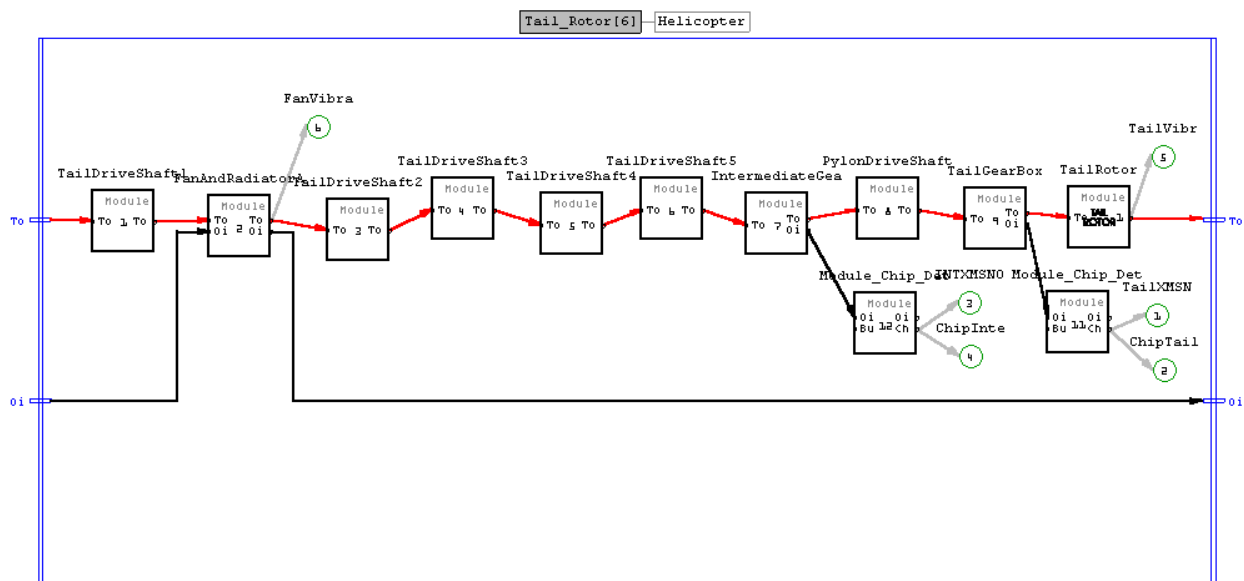 Tail_Rotor[6] Helicopter
FanVibra
6
TailVibr
5
TailDriveShaft1
FanAndRadiatorA
TailDriveShaft2
TailDriveShaft3
TailDriveShaft4
TailDriveShaft5
IntermediateGea
PylonDriveShaft
TailGearBox
TailRotor
To
Module
To 1 To
Module
To To
2
Oi Oi
Module
To 3 To
Module
To 4 To
Module
To 5 To
Module
To 6 To
Module
To
To 7
Oi
Module
To 8 To
Module
To
To 9
Oi
Module
TAIL
ROTOR
To
Module_Chip_Det
INTXMSNO
3
Module
Oi Oi
Bu 12 Ch
ChipInte
4
Module_Chip_Det
TailXMSN
1
Module
Oi Oi
Bu 11 Ch
ChipTail
2
Oi
Oi